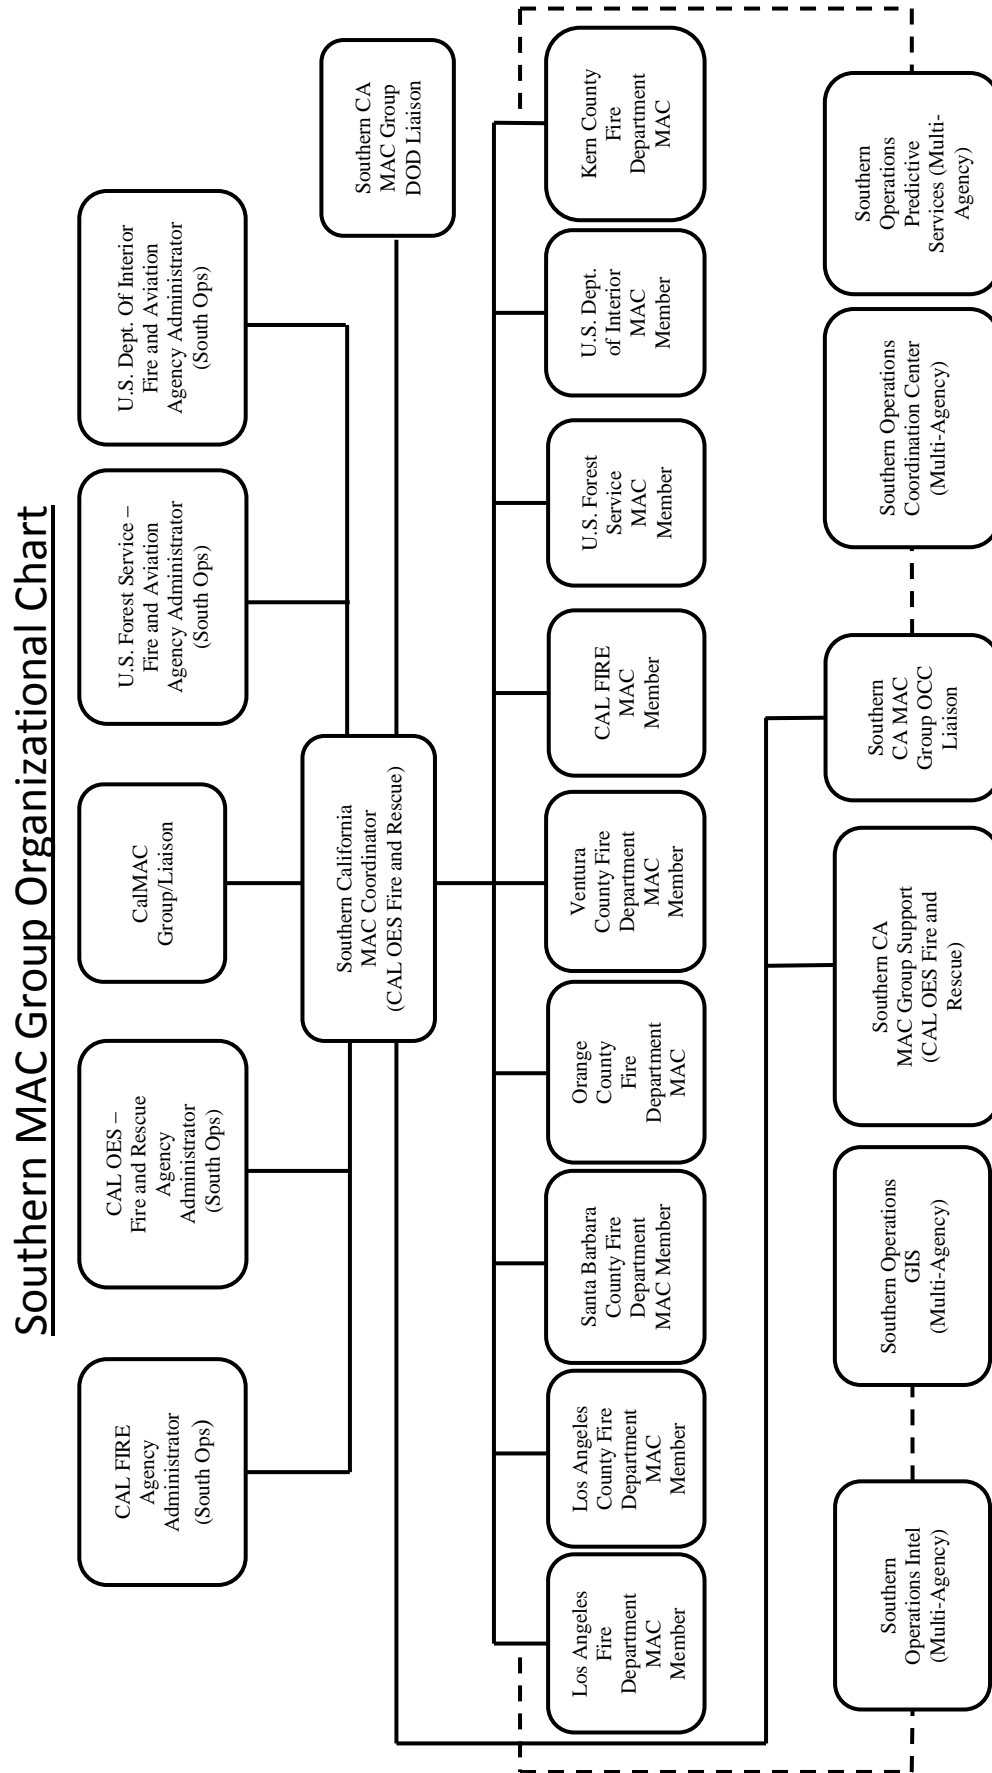 Southern MAC Group Organizational Chart
CAL FIRE
Agency
Administrator
(South Ops)
CAL OES –
Fire and Rescue
Agency
Administrator
(South Ops)
CalMAC
Group/Liaison
U.S. Forest Service –
Fire and Aviation
Agency Administrator
(South Ops)
U.S. Dept. Of Interior
Fire and Aviation
Agency Administrator
(South Ops)
Southern California
MAC Coordinator
(CAL OES Fire and Rescue)
Southern CA
MAC Group
DOD Liaison
Los Angeles
Fire
Department
MAC
Member
Los Angeles
County Fire
Department
MAC
Member
Santa Barbara
County Fire
Department
MAC Member
Orange
County
Fire
Department
MAC
Ventura
County Fire
Department
MAC
Member
CAL FIRE
MAC
Member
U.S. Forest
Service
MAC
Member
U.S. Dept.
of Interior
MAC
Member
Kern County
Fire
Department
MAC
Southern
Operations Intel
(Multi-Agency)
Southern Operations
GIS
(Multi-Agency)
Southern CA
MAC Group Support
(CAL OES Fire and
Rescue)
Southern
CA MAC
Group OCC
Liaison
Southern Operations
Coordination Center
(Multi-Agency)
Southern
Operations
Predictive
Services (Multi-
Agency)